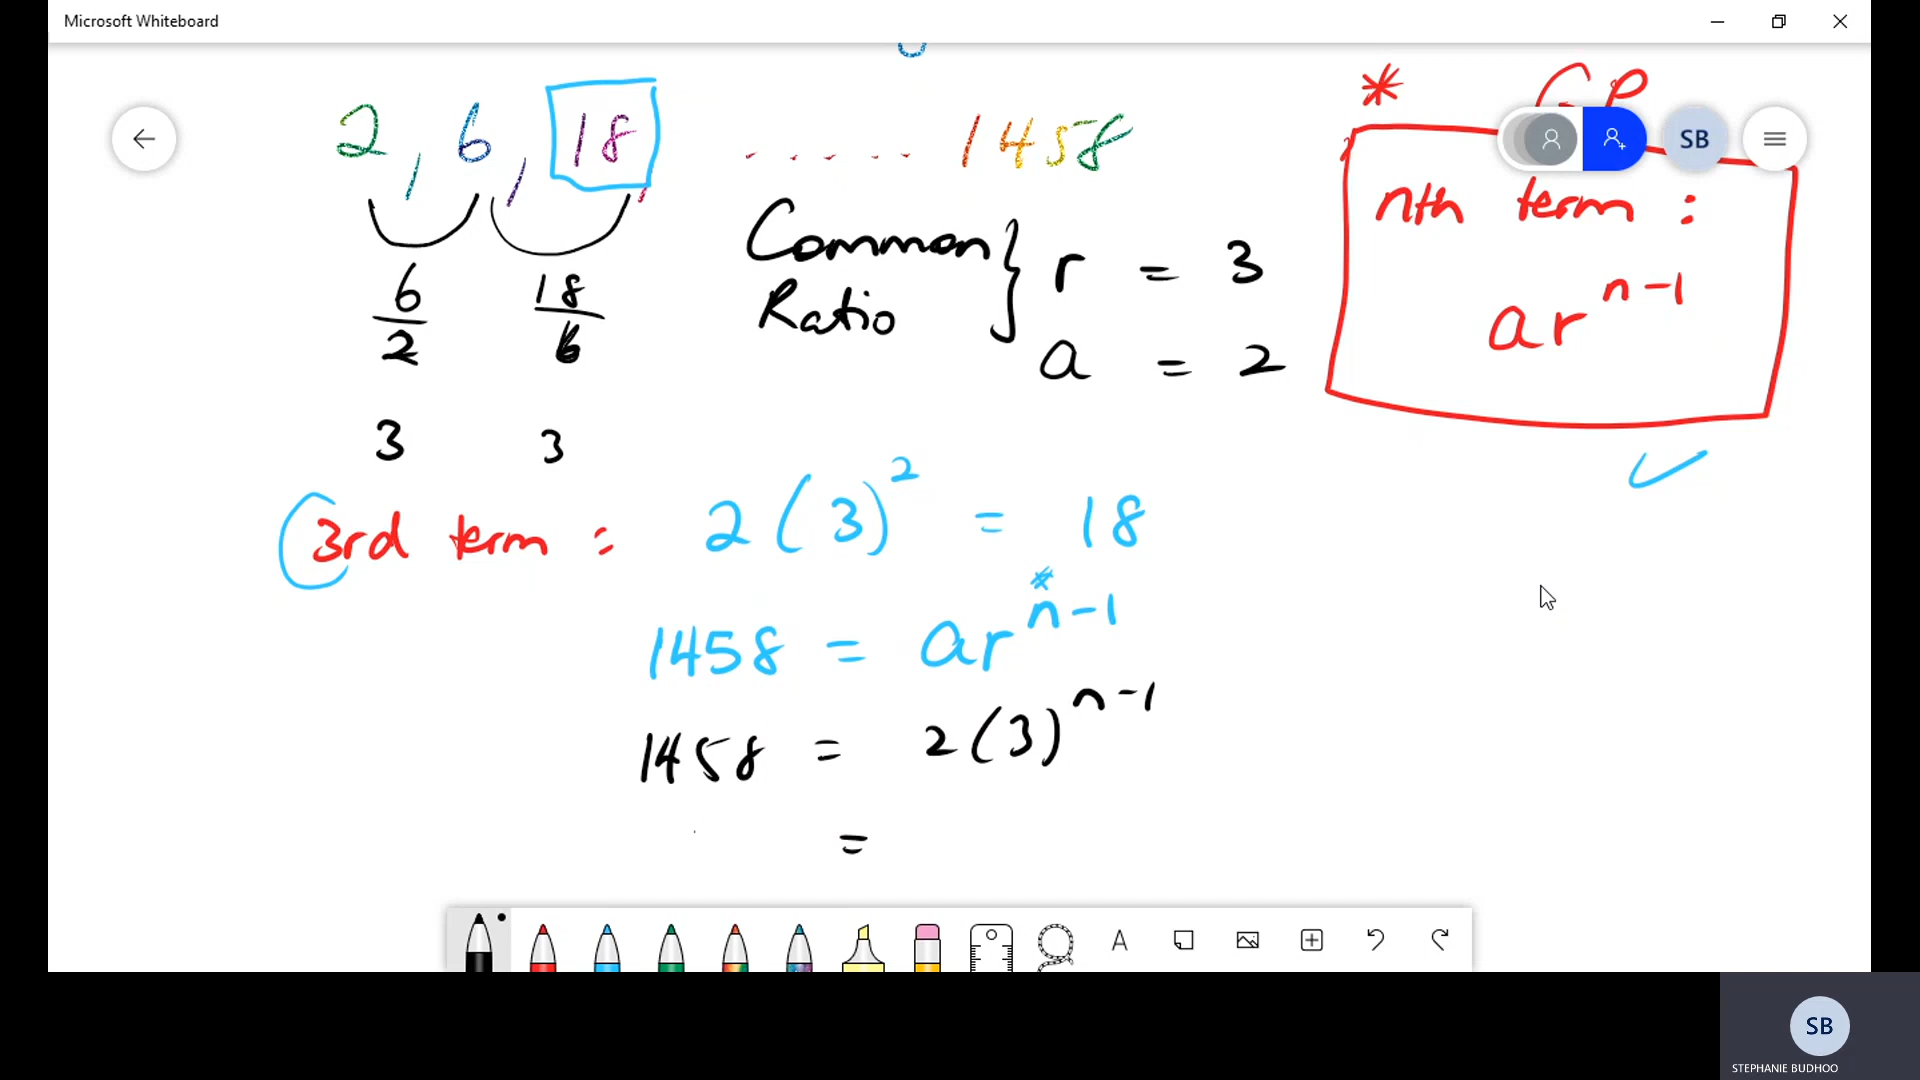 Microsoft Whiteboard
2, 6, 18, ...... 1458
* GP
SB
nth term :
ar^{n-1}
Common
Ratio } r = 3
a = 2
6/2 18/6
3 3
3rd term : 2(3)^2 = 18
*
1458 = ar^{n-1}
1458 = 2(3)^{n-1}
=
A
SB
STEPHANIE BUDHOO